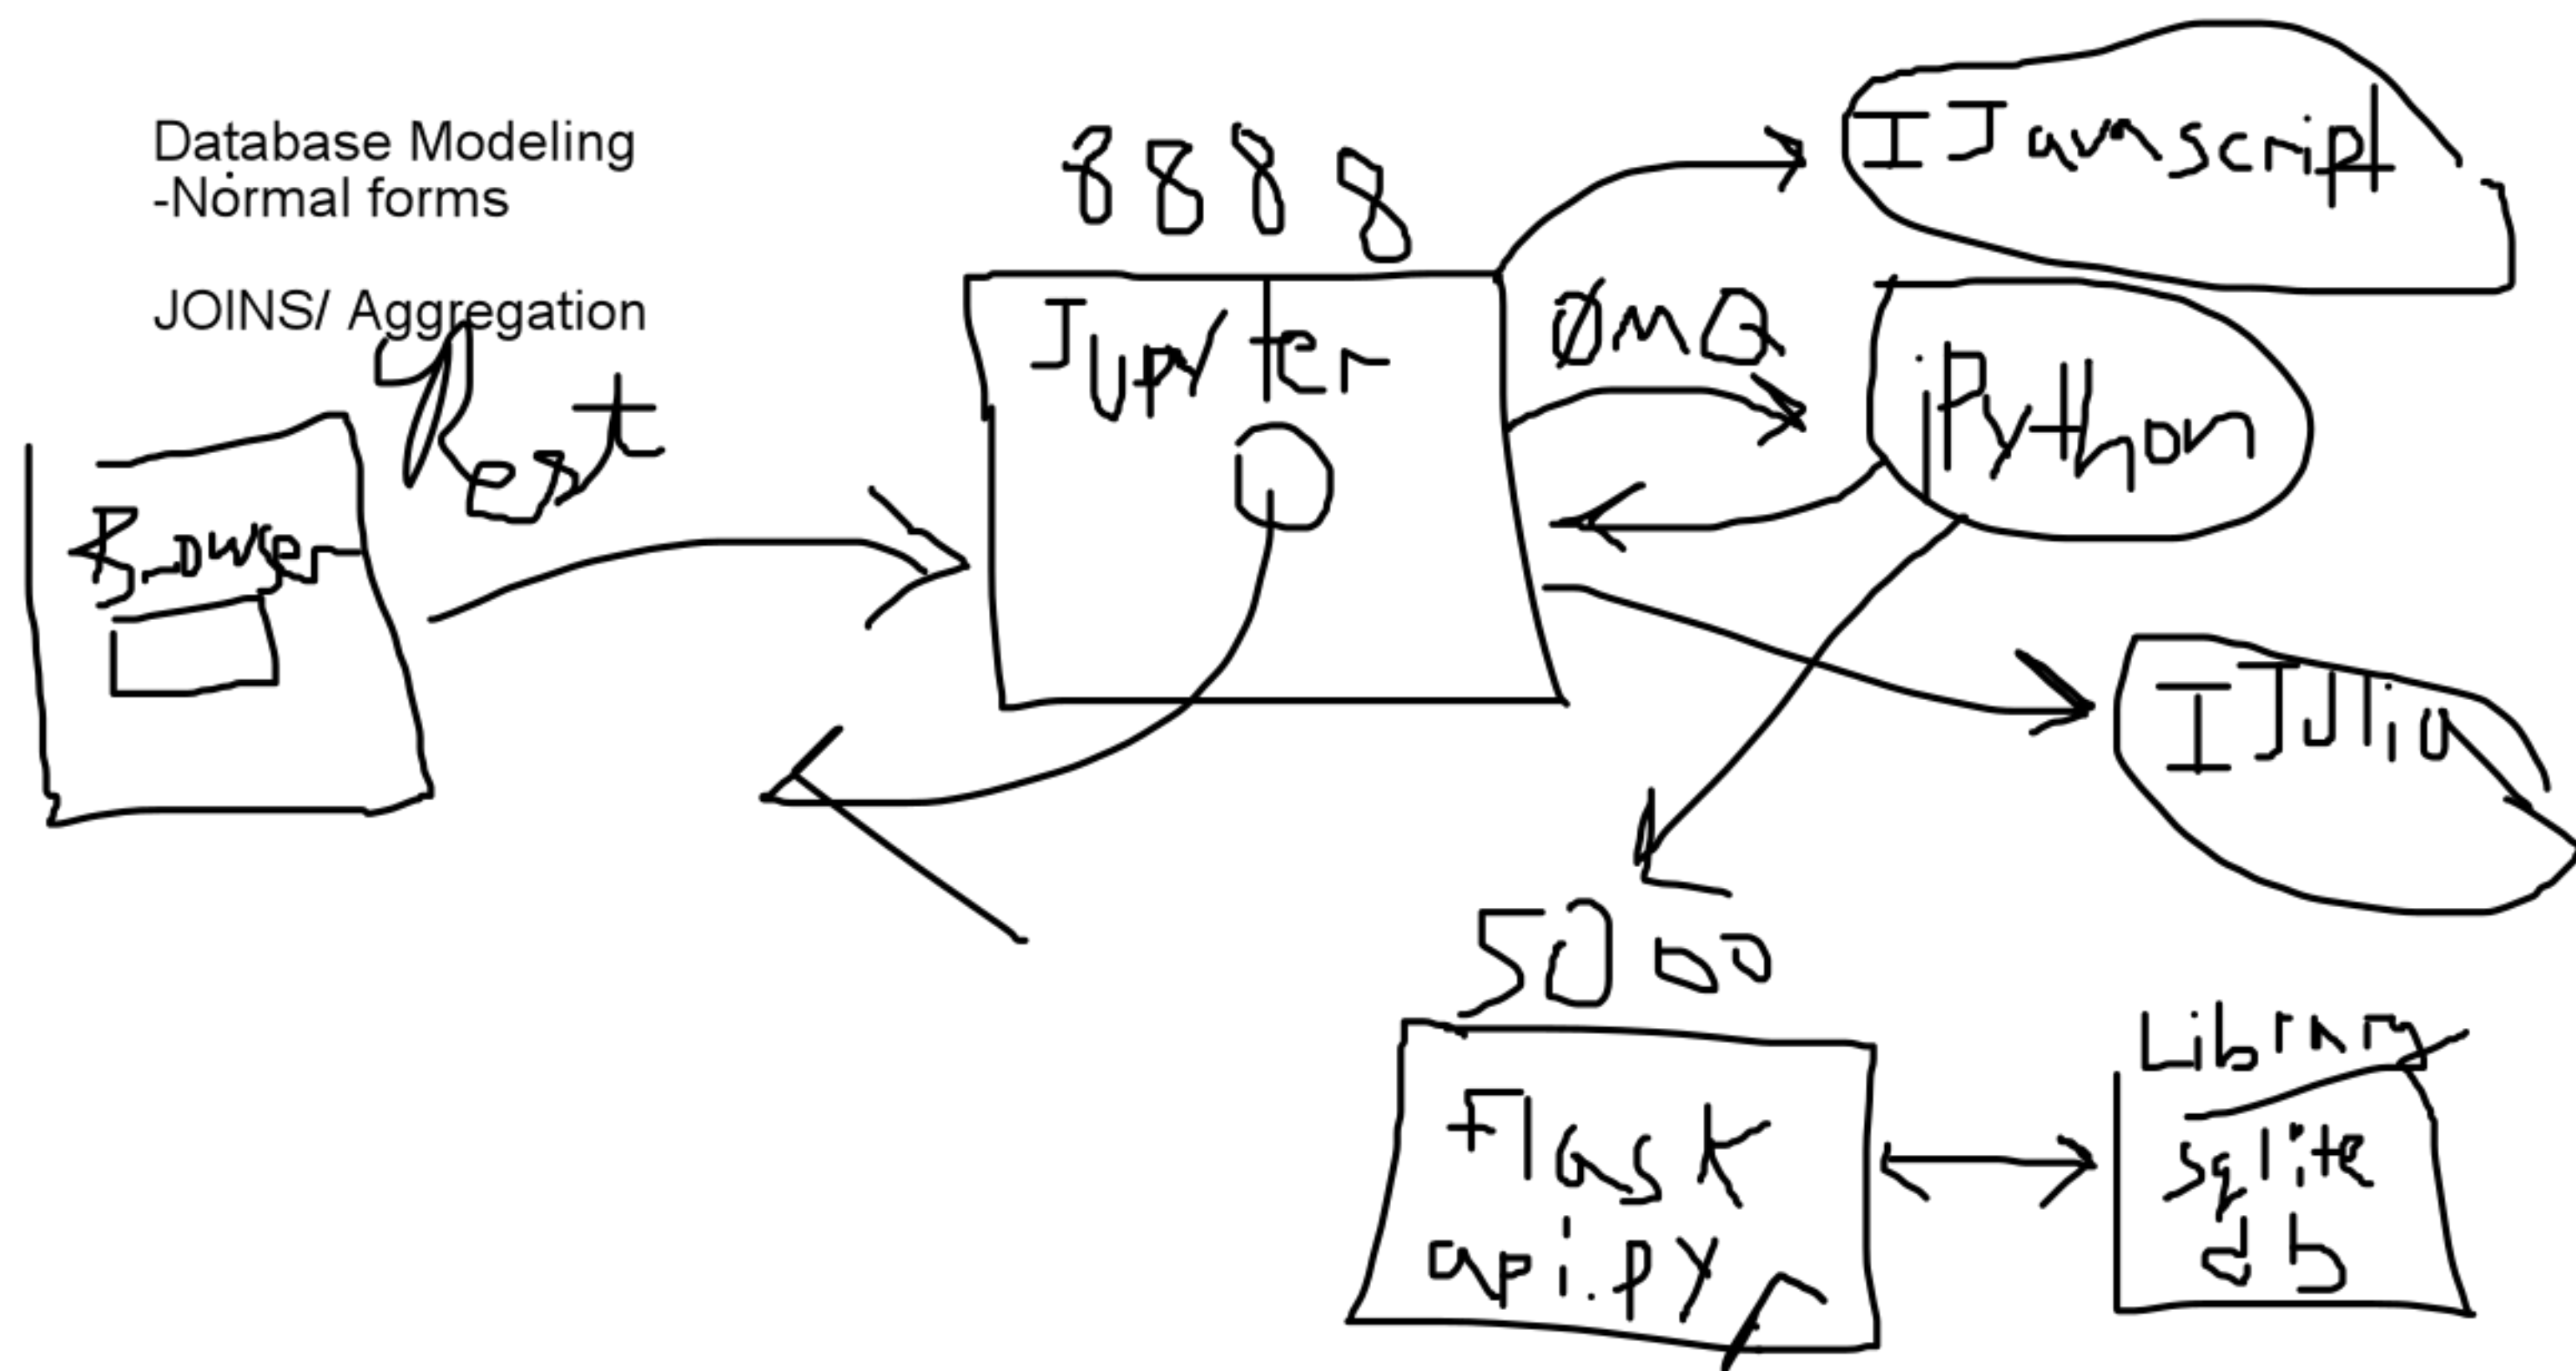 Database Modeling
-Normal forms
JOINS/ Aggregation
8888
IJavascript
Jupyter
ØMQ
iPython
Rest
Browser
IJulia
5000
Library
sqlite
db
Flask
api.py